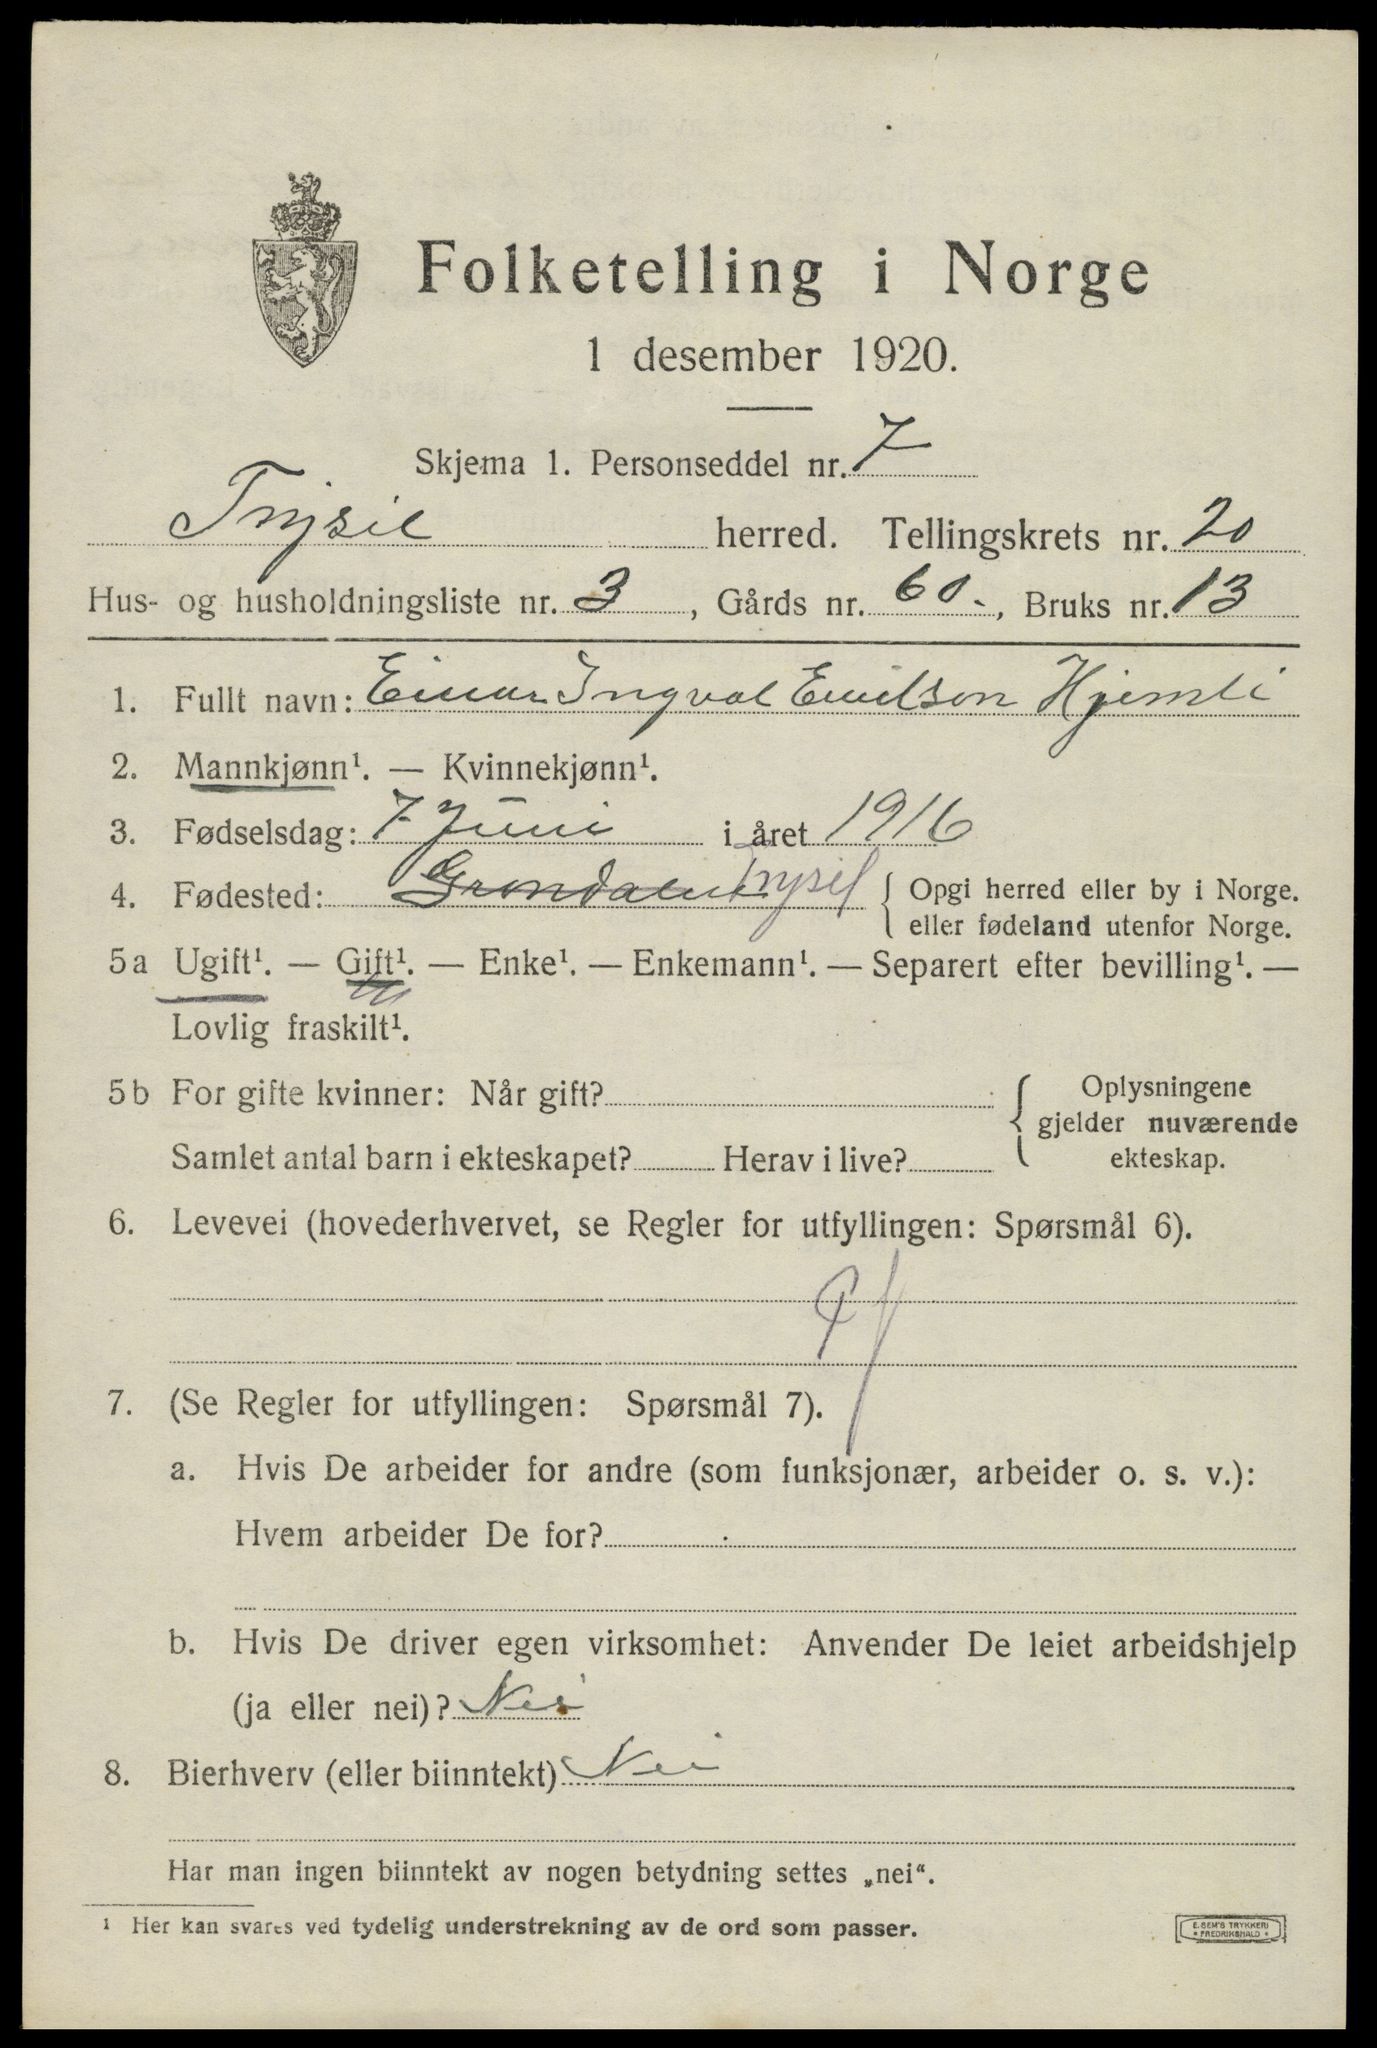 Folketelling i Norge
1 desember 1920.
Skjema 1. Personseddel nr. 7
Trysil herred. Tellingskrets nr. 20
Hus- og husholdningsliste nr. 3, Gårds nr. 60., Bruks nr. 13
1. Fullt navn: Einar Ingval Emilson Hjemli
2. Mannkjønn¹. — Kvinnekjønn¹.
3. Fødselsdag: 7 Juni i året 1916
4. Fødested: Trysil { Opgi herred eller by i Norge.
eller fødeland utenfor Norge.
5a Ugift¹. — Gift¹. — Enke¹. — Enkemann¹. — Separert efter bevilling¹. —
Lovlig fraskilt¹.
5b For gifte kvinner: Når gift? { Oplysningene
gjelder nuværende
Samlet antal barn i ekteskapet? Herav i live? ekteskap.
6. Levevei (hovederhvervet, se Regler for utfyllingen: Spørsmål 6).
7. (Se Regler for utfyllingen: Spørsmål 7).
a. Hvis De arbeider for andre (som funksjonær, arbeider o. s. v.):
Hvem arbeider De for?
b. Hvis De driver egen virksomhet: Anvender De leiet arbeidshjelp
(ja eller nei)? Nei
8. Bierhverv (eller biinntekt) Nei
Har man ingen biinntekt av nogen betydning settes „nei“.
¹ Her kan svares ved tydelig understrekning av de ord som passer.
E. SEM'S TRYKKERI
FREDRIKSHALD